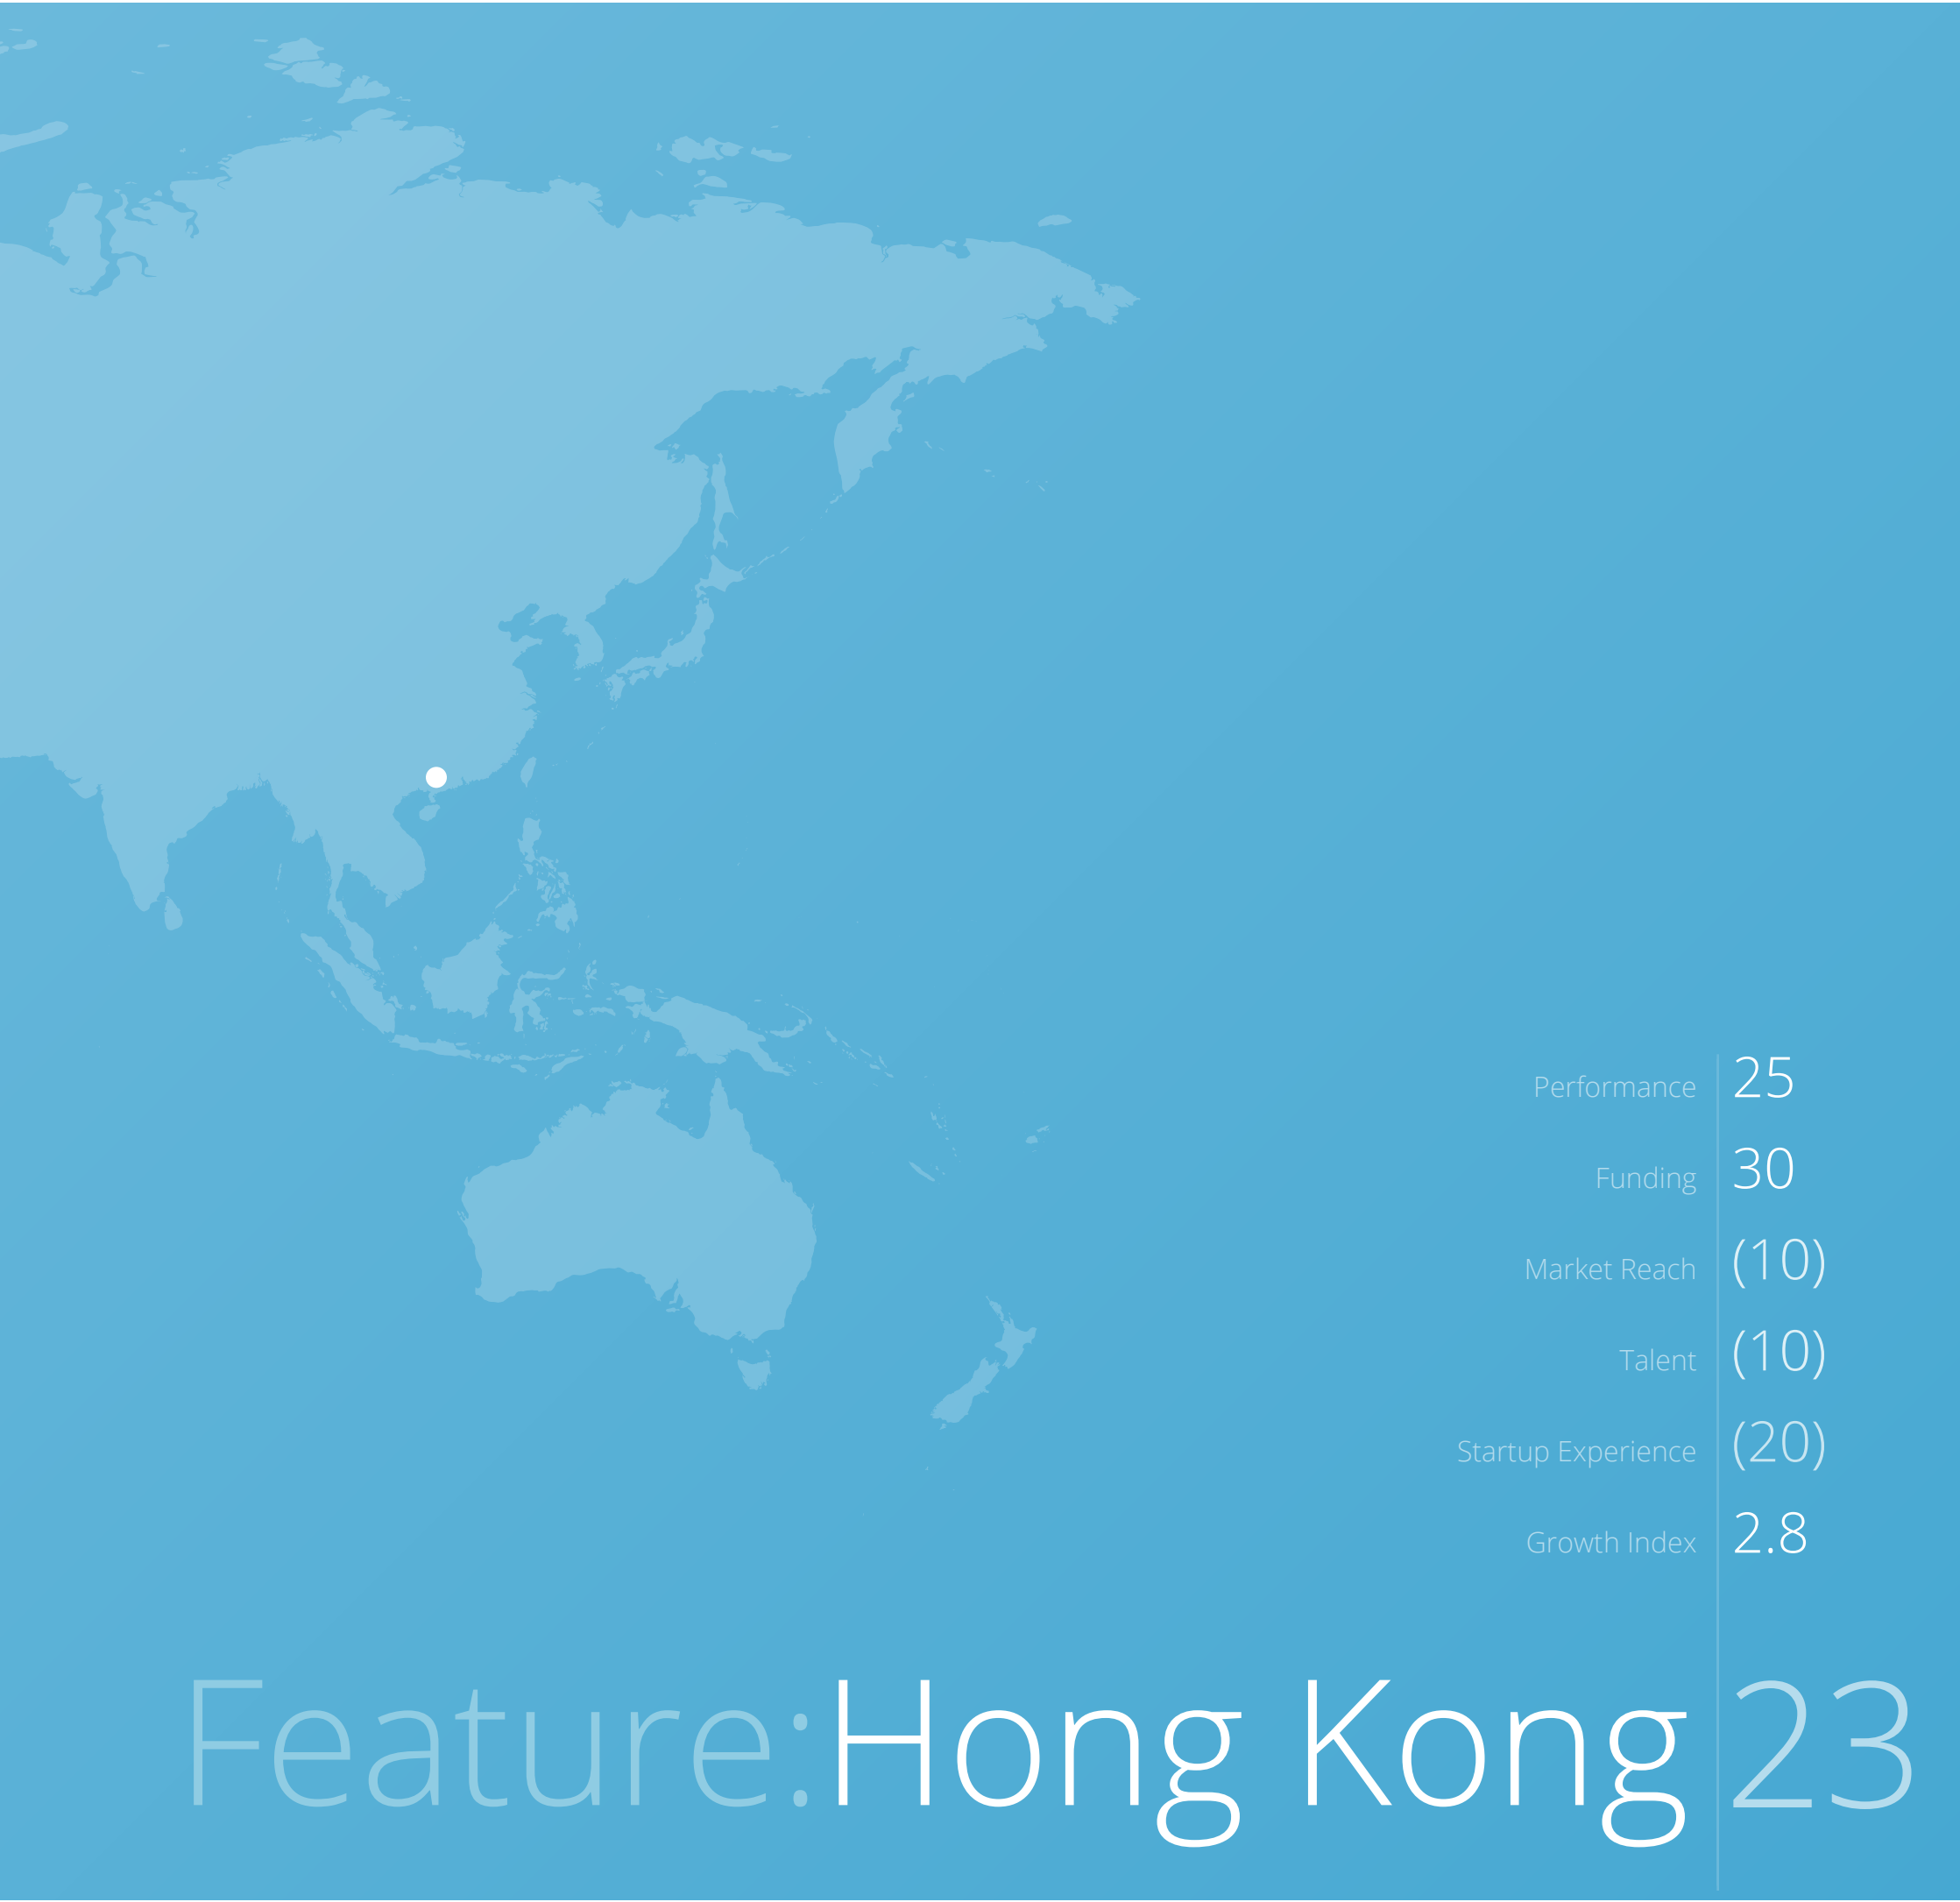 Performance 25
Funding 30
Market Reach (10)
Talent (10)
Startup Experience (20)
Growth Index 2.8
Feature: Hong Kong 23